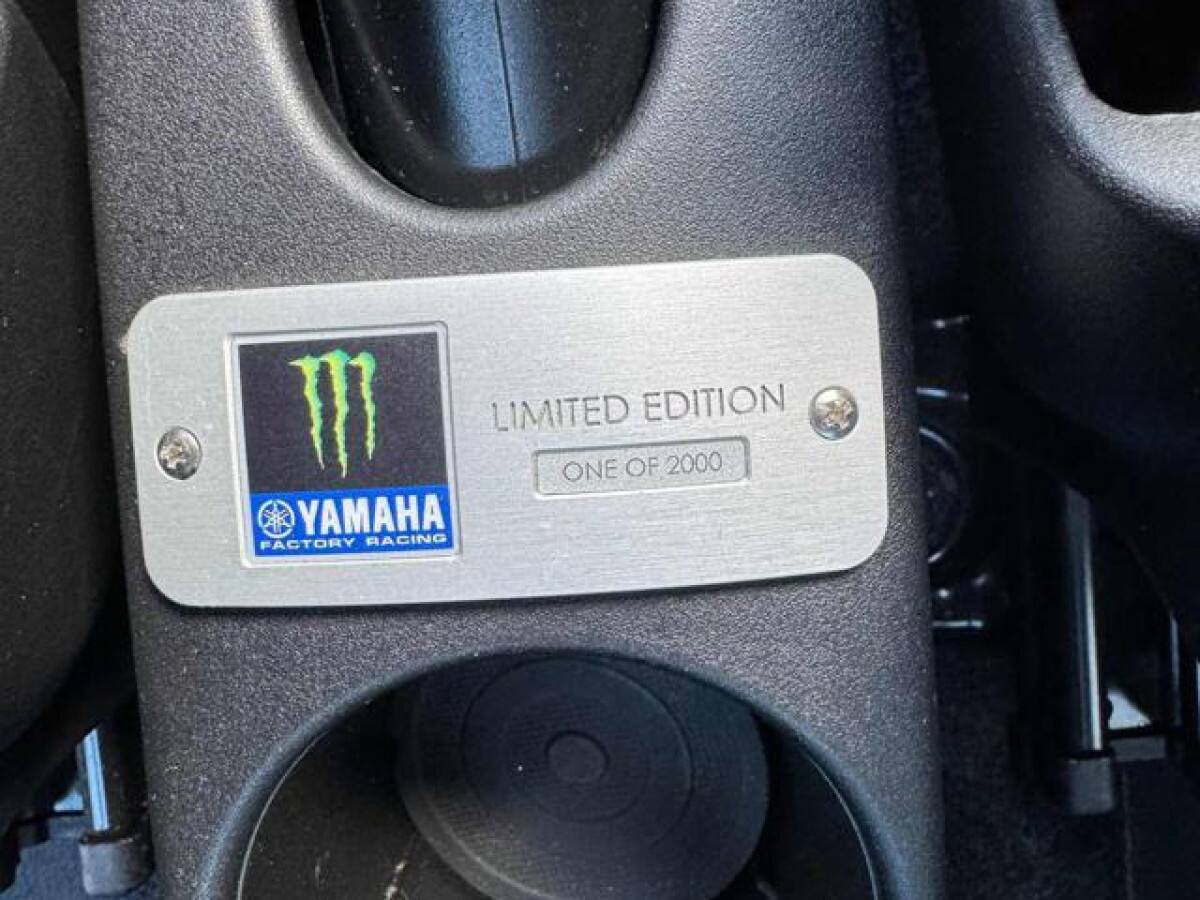 LIMITED EDITION
ONE OF 2000
YAMAHA
FACTORY RACING